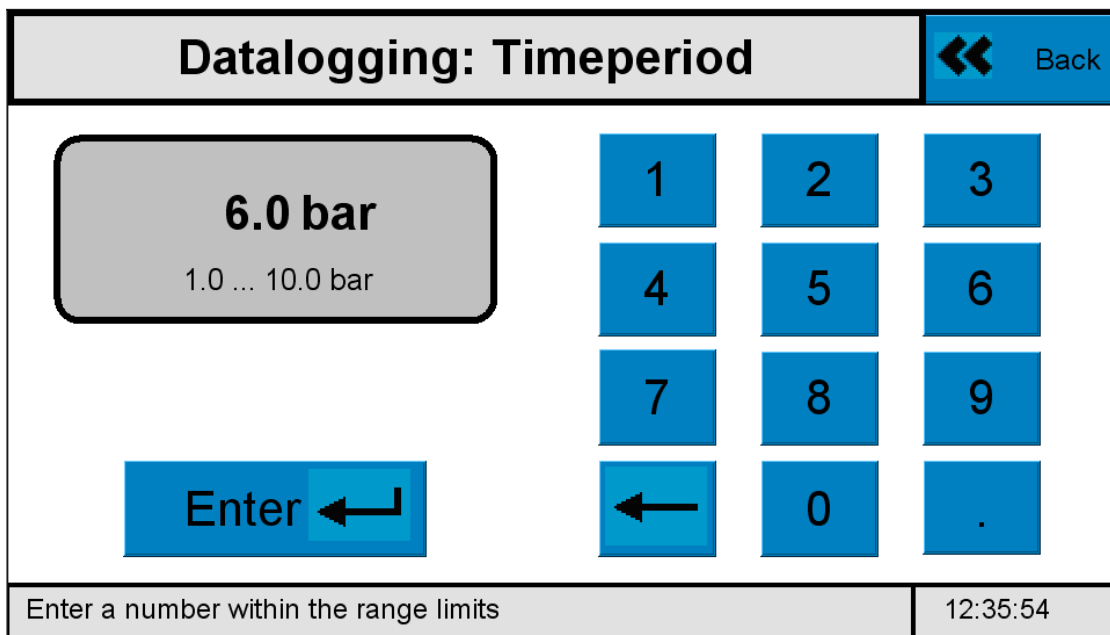 Datalogging: Timeperiod
Back
6.0 bar
1.0 ... 10.0 bar
1 2 3
4 5 6
7 8 9
Enter
0 .
Enter a number within the range limits
12:35:54